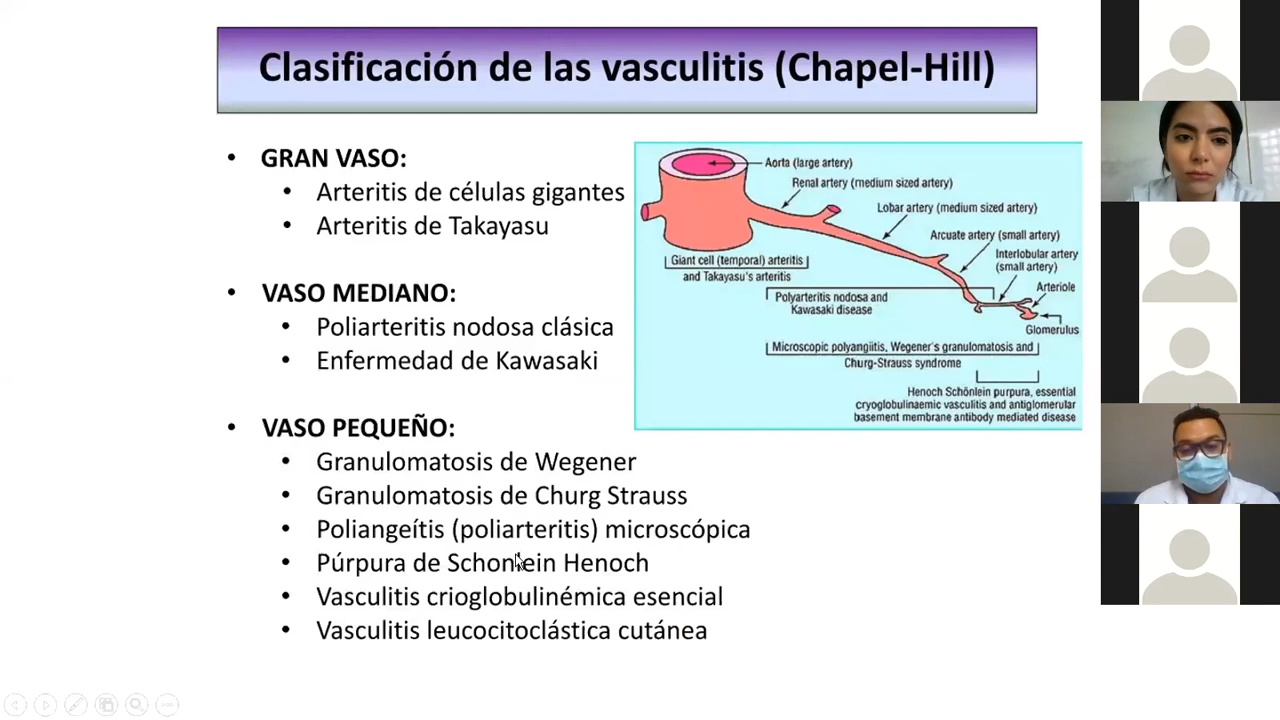 Clasificación de las vasculitis (Chapel-Hill)
• GRAN VASO:
• Arteritis de células gigantes
• Arteritis de Takayasu
• VASO MEDIANO:
• Poliarteritis nodosa clásica
• Enfermedad de Kawasaki
• VASO PEQUEÑO:
• Granulomatosis de Wegener
• Granulomatosis de Churg Strauss
• Poliangeítis (poliarteritis) microscópica
• Púrpura de Schonlein Henoch
• Vasculitis crioglobulinémica esencial
• Vasculitis leucocitoclástica cutánea
Aorta (large artery)
Renal artery (medium sized artery)
Lobar artery (medium sized artery)
Arcuate artery (small artery)
Interlobular artery
(small artery)
Arteriole
Glomerulus
Giant cell (temporal) arteritis
and Takayasu's arteritis
Polyarteritis nodosa and
Kawasaki disease
Microscopic polyangiitis, Wegener's granulomatosis and
Churg-Strauss syndrome
Henoch Schönlein purpura, essential
cryoglobulinaemic vasculitis and antiglomerular
basement membrane antibody mediated disease